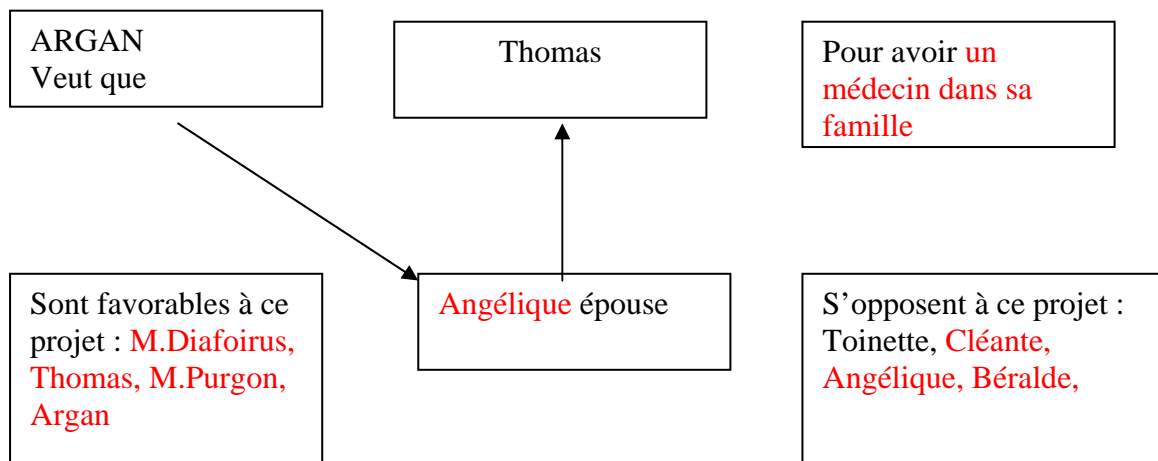 ARGAN
Veut que
Thomas
Pour avoir un
médecin dans sa
famille
Sont favorables à ce
projet : M.Diafoirus,
Thomas, M.Purgon,
Argan
Angélique épouse
S’opposent à ce projet :
Toinette, Cléante,
Angélique, Béralde,